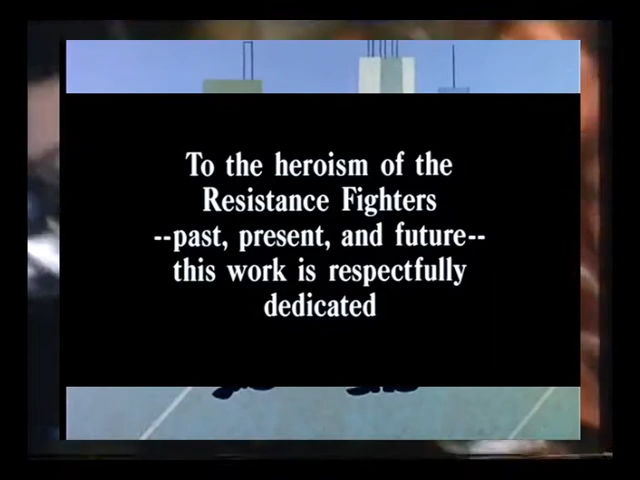 To the heroism of the
Resistance Fighters
--past, present, and future--
this work is respectfully
dedicated